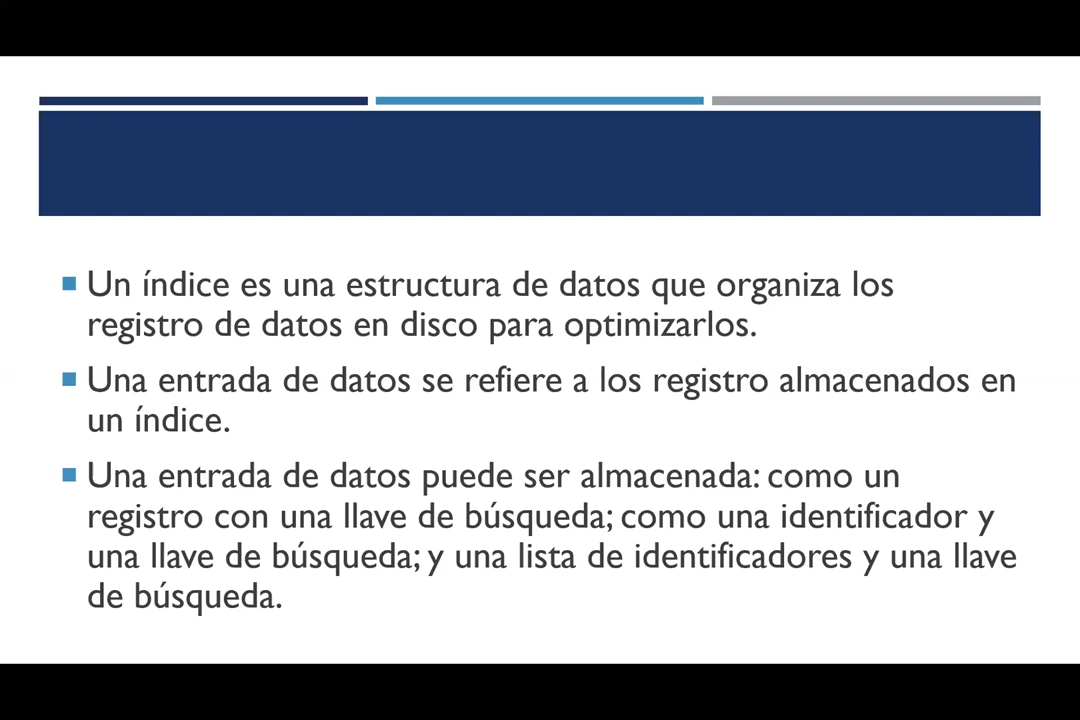 Un índice es una estructura de datos que organiza los
registro de datos en disco para optimizarlos.
Una entrada de datos se refiere a los registro almacenados en
un índice.
Una entrada de datos puede ser almacenada: como un
registro con una llave de búsqueda; como una identificador y
una llave de búsqueda; y una lista de identificadores y una llave
de búsqueda.